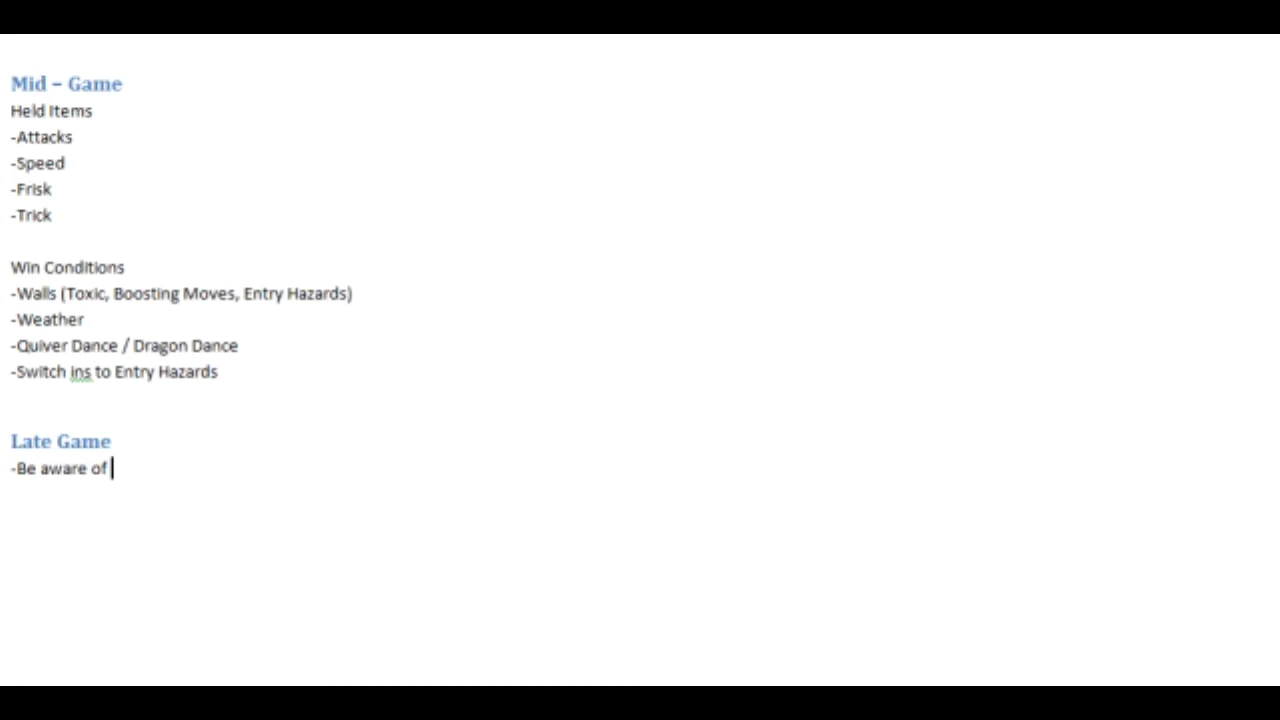 Mid – Game
Held Items
-Attacks
-Speed
-Frisk
-Trick
Win Conditions
-Walls (Toxic, Boosting Moves, Entry Hazards)
-Weather
-Quiver Dance / Dragon Dance
-Switch ins to Entry Hazards
Late Game
-Be aware of